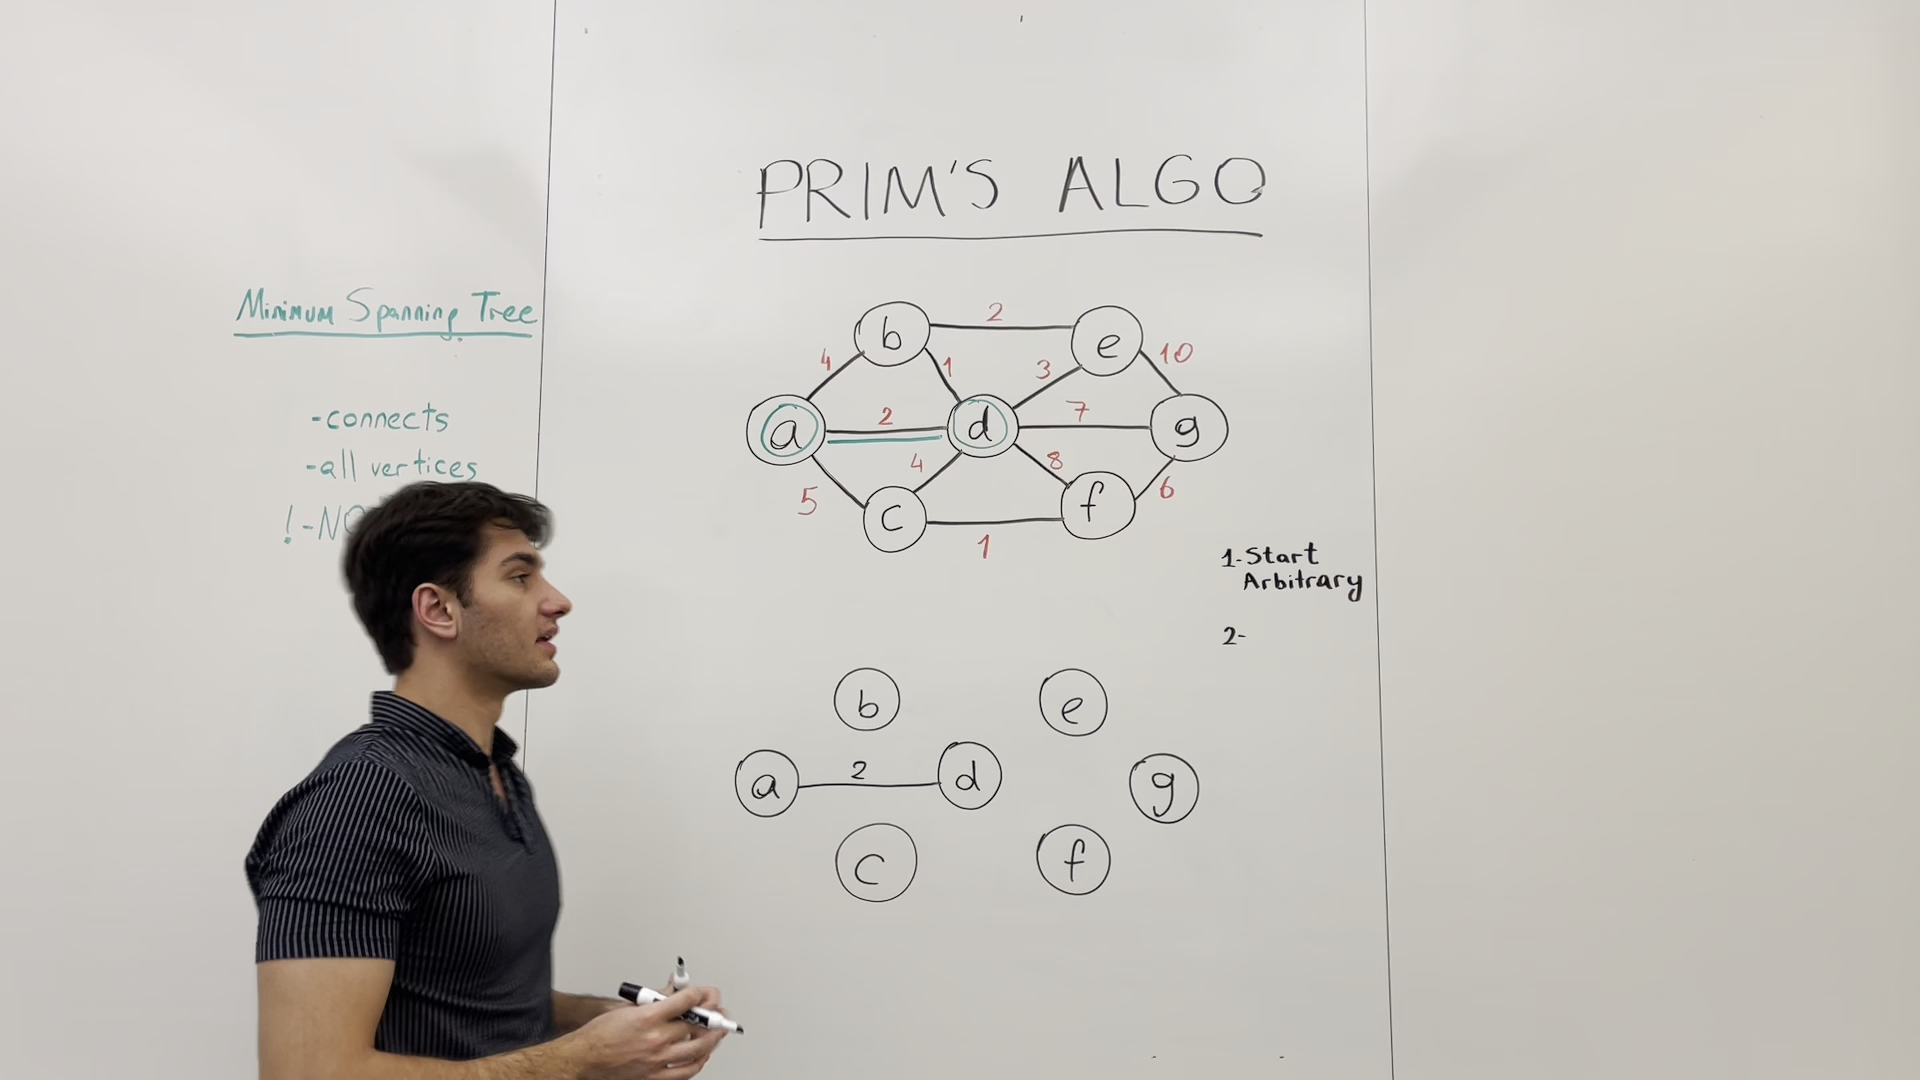 PRIM'S ALGO
Minimum Spanning Tree
-connects
-all vertices
!-NO
b 2 e
4 1 3 10
a 2 d 7 g
5 4 8 6
c 1 f
1-Start
Arbitrary
2-
b e
a 2 d g
c f